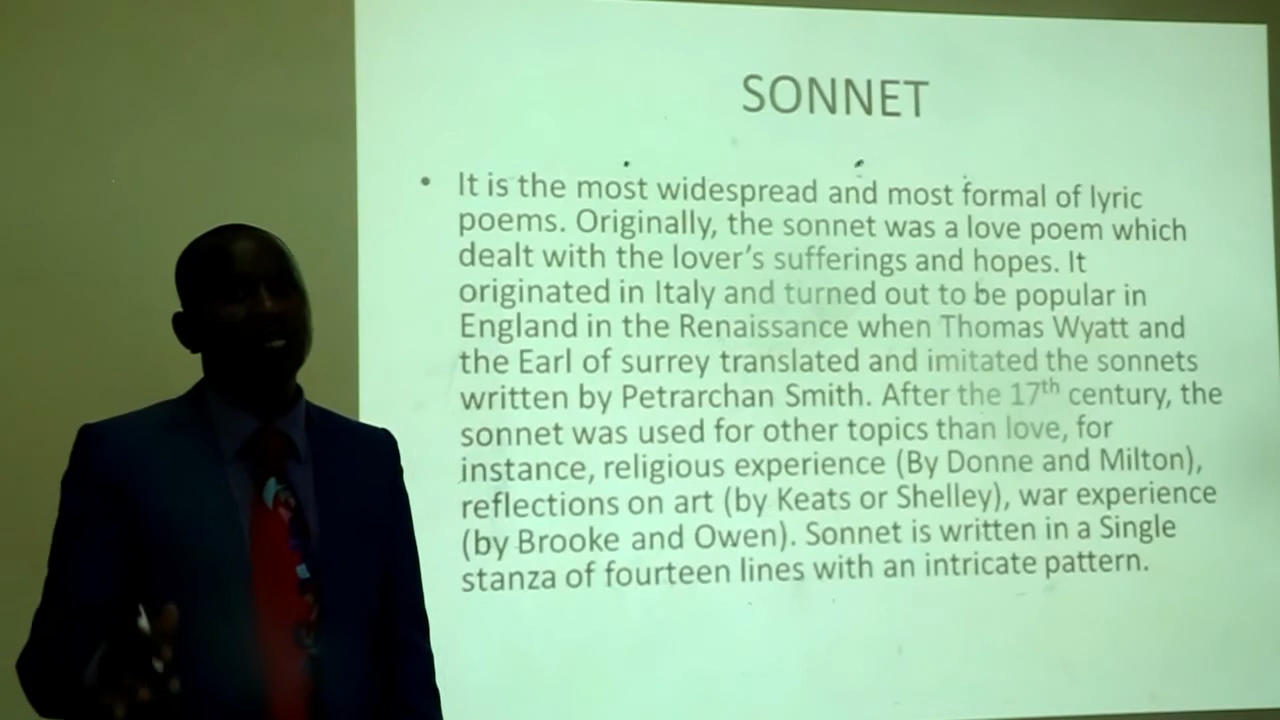 SONNET
• It is the most widespread and most formal of lyric
poems. Originally, the sonnet was a love poem which
dealt with the lover's sufferings and hopes. It
originated in Italy and turned out to be popular in
England in the Renaissance when Thomas Wyatt and
the Earl of surrey translated and imitated the sonnets
written by Petrarchan Smith. After the 17th century, the
sonnet was used for other topics than love, for
instance, religious experience (By Donne and Milton),
reflections on art (by Keats or Shelley), war experience
(by Brooke and Owen). Sonnet is written in a Single
stanza of fourteen lines with an intricate pattern.